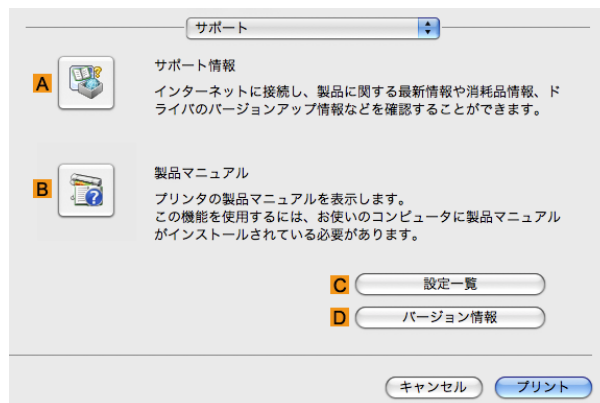 サポート
A
サポート情報
インターネットに接続し、製品に関する最新情報や消耗品情報、ド
ライバのバージョンアップ情報などを確認することができます。
B
製品マニュアル
プリンタの製品マニュアルを表示します。
この機能を使用するには、お使いのコンピュータに製品マニュアル
がインストールされている必要があります。
C 設定一覧
D バージョン情報
キャンセル プリント